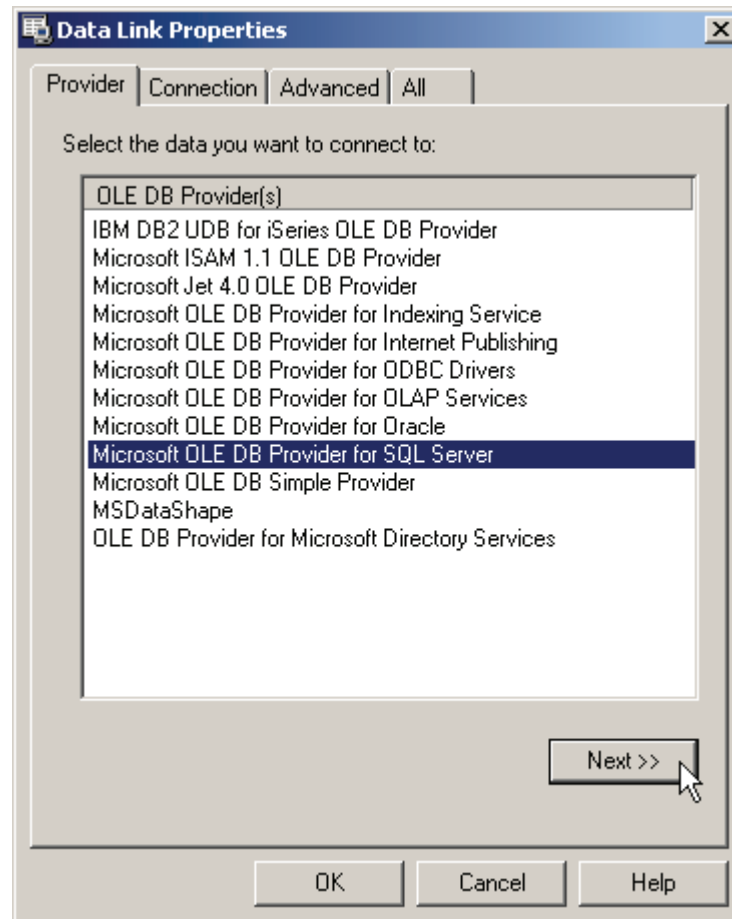 Data Link Properties
Provider Connection Advanced All
Select the data you want to connect to:
OLE DB Provider(s)
IBM DB2 UDB for iSeries OLE DB Provider
Microsoft ISAM 1.1 OLE DB Provider
Microsoft Jet 4.0 OLE DB Provider
Microsoft OLE DB Provider for Indexing Service
Microsoft OLE DB Provider for Internet Publishing
Microsoft OLE DB Provider for ODBC Drivers
Microsoft OLE DB Provider for OLAP Services
Microsoft OLE DB Provider for Oracle
Microsoft OLE DB Provider for SQL Server
Microsoft OLE DB Simple Provider
MSDataShape
OLE DB Provider for Microsoft Directory Services
Next >>
OK Cancel Help